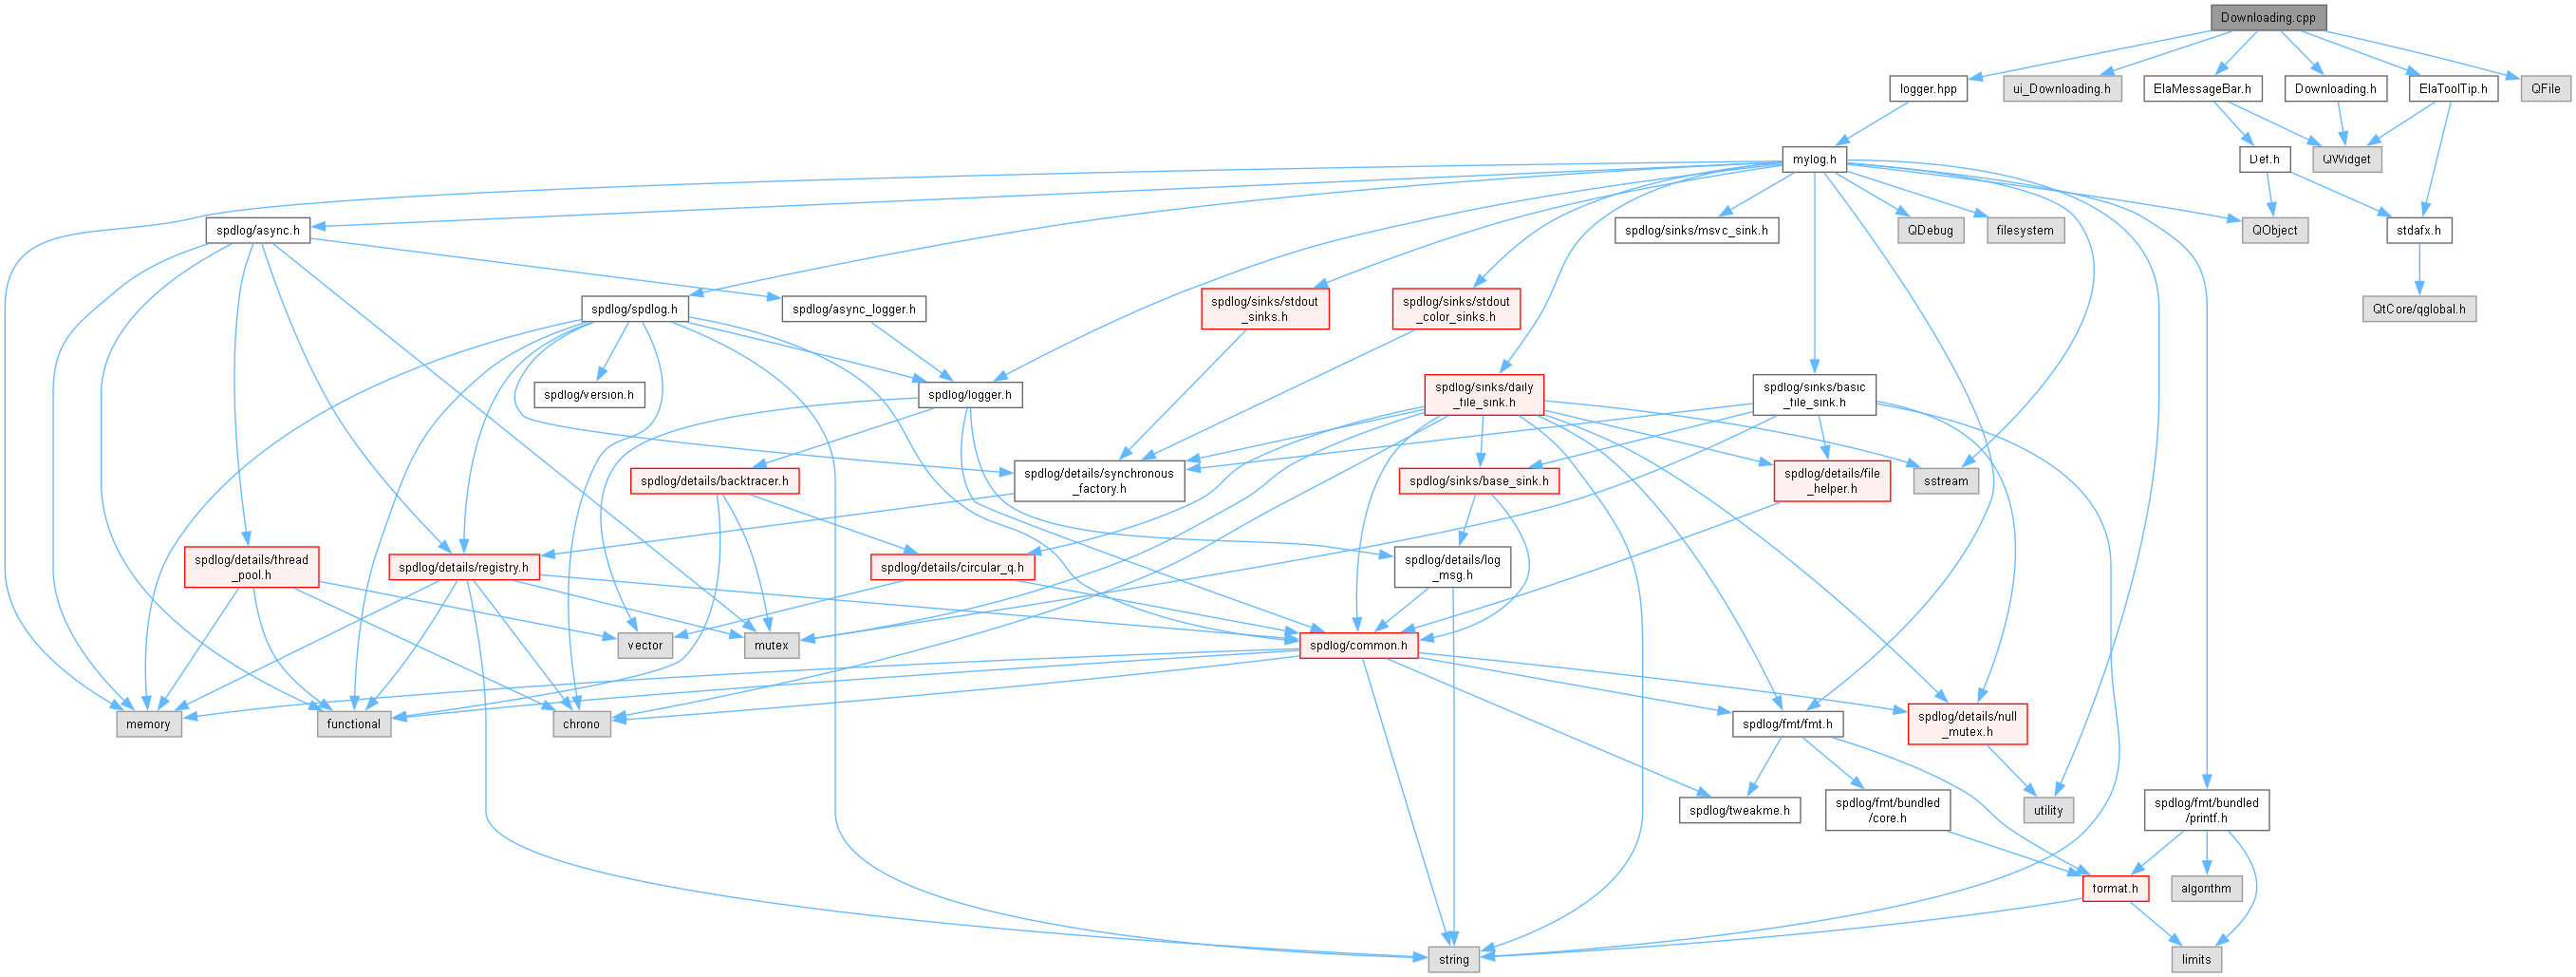 Downloading.cpp
logger.hpp
ui_Downloading.h
ElaMessageBar.h
Downloading.h
ElaToolTip.h
QFile
mylog.h
Def.h
QWidget
spdlog/async.h
spdlog/sinks/msvc_sink.h
QDebug
filesystem
QObject
stdafx.h
spdlog/spdlog.h
spdlog/async_logger.h
spdlog/sinks/stdout
_sinks.h
spdlog/sinks/stdout
_color_sinks.h
QtCore/qglobal.h
spdlog/version.h
spdlog/logger.h
spdlog/sinks/daily
_file_sink.h
spdlog/sinks/basic
_file_sink.h
spdlog/details/backtracer.h
spdlog/details/synchronous
_factory.h
spdlog/sinks/base_sink.h
spdlog/details/file
_helper.h
sstream
spdlog/details/thread
_pool.h
spdlog/details/registry.h
spdlog/details/circular_q.h
spdlog/details/log
_msg.h
vector
mutex
spdlog/common.h
memory
functional
chrono
spdlog/fmt/fmt.h
spdlog/details/null
_mutex.h
spdlog/tweakme.h
spdlog/fmt/bundled
/core.h
utility
spdlog/fmt/bundled
/printf.h
format.h
algorithm
string
limits